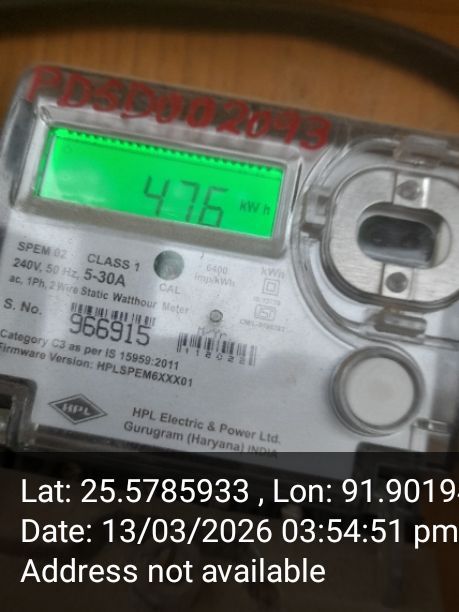 PDSD002093
476 kWh
SPEM 02 CLASS 1 6400 imp/kWh kWh
240V, 50 Hz, 5-30A CAL.
ac, 1Ph, 2 Wire Static Watthour Meter
S. No. 966915
Category C3 as per IS 15959:2011
Firmware Version: HPLSPEM6XXX01
HPL
HPL Electric & Power Ltd.
Gurugram (Haryana) INDIA
Lat: 25.5785933 , Lon: 91.9019
Date: 13/03/2026 03:54:51 pm
Address not available